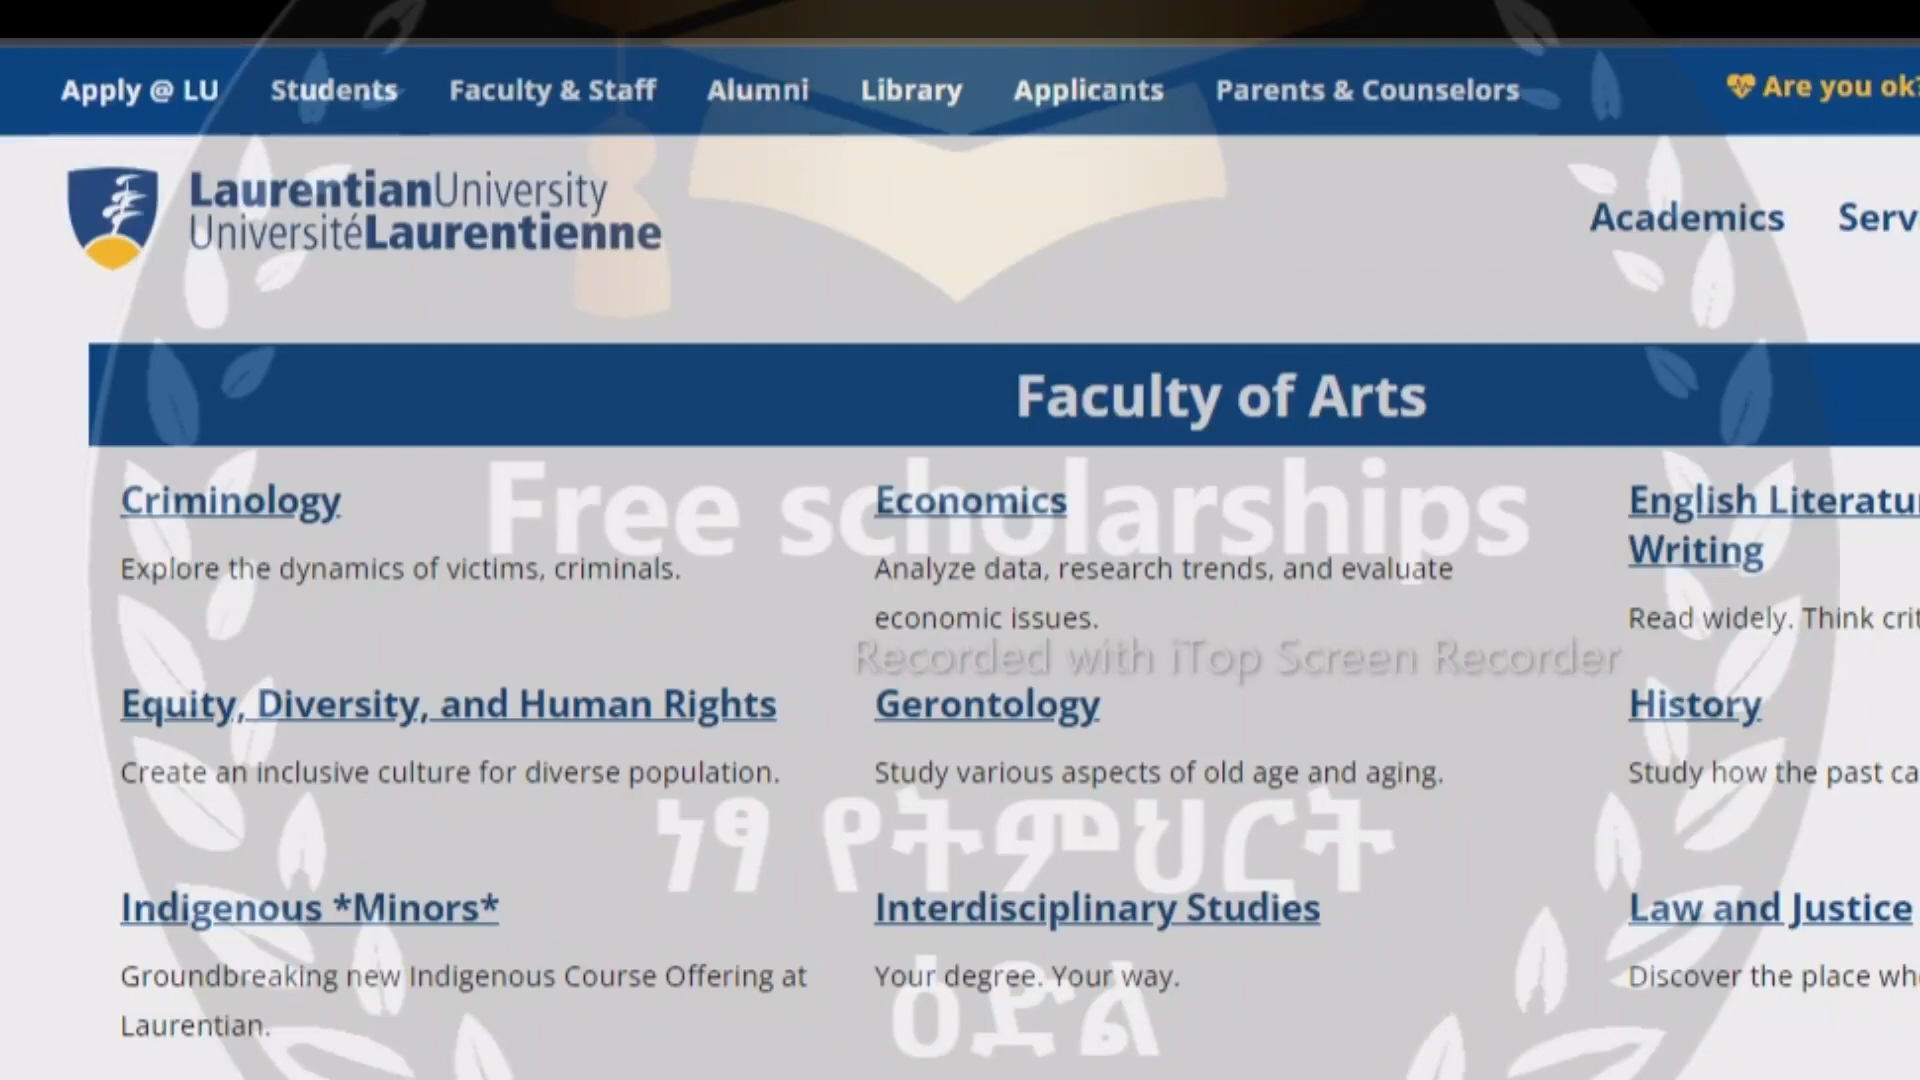 Apply @ LU Students Faculty & Staff Alumni Library Applicants Parents & Counselors Are you ok?
LaurentianUniversity
UniversitéLaurentienne
Academics
Faculty of Arts
Free scholarships
Criminology
Explore the dynamics of victims, criminals.
Economics
Analyze data, research trends, and evaluate
economic issues.
English
Writing
Read widely. Think
Recorded with iTop Screen Recorder
Equity, Diversity, and Human Rights
Create an inclusive culture for diverse population.
Gerontology
Study various aspects of old age and aging.
History
Study how the past
ነፃ የትምህርት
ዕድል
Indigenous *Minors*
Groundbreaking new Indigenous Course Offering at
Laurentian.
Interdisciplinary Studies
Your degree. Your way.
Law and Justice
Discover the place